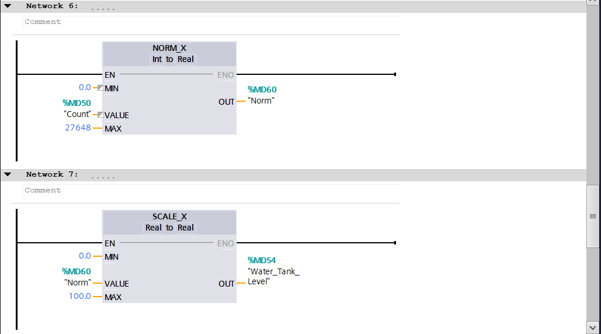 Network 6: .....
Comment
NORM_X
Int to Real
EN
ENO
0.0
MIN
%MD60
OUT
"Norm"
%MD50
"Count"
VALUE
27648
MAX
Network 7: .....
Comment
SCALE_X
Real to Real
EN
ENO
0.0
MIN
%MD54
%MD60
"Water_Tank_
"Norm"
VALUE
OUT
Level"
100.0
MAX